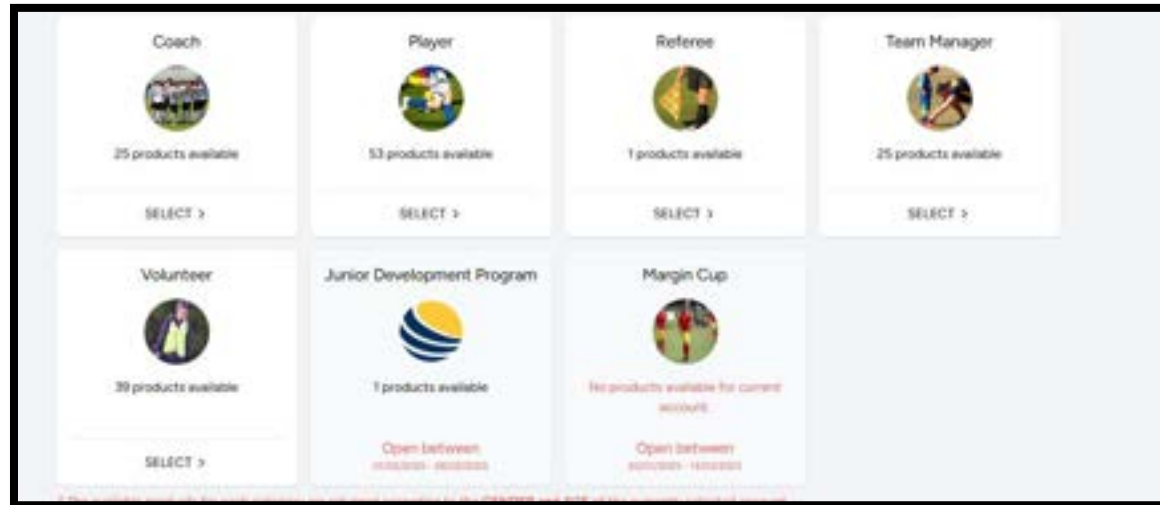 Coach
25 products available
SELECT >
Player
53 products available
SELECT >
Referee
1 products available
SELECT >
Team Manager
25 products available
SELECT >
Volunteer
39 products available
SELECT >
Junior Development Program
1 products available
Open between
Margin Cup
No products available for current
account
Open between